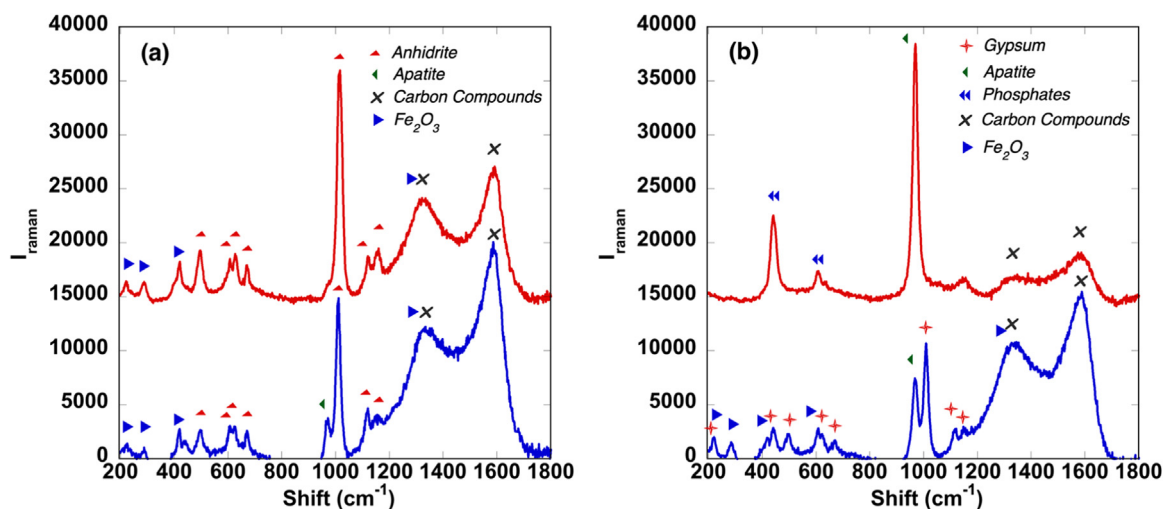 40000
35000
30000
25000
20000
15000
10000
5000
0
I_raman
(a)
Anhidrite
Apatite
Carbon Compounds
Fe₂O₃
200 400 600 800 1000 1200 1400 1600 1800
Shift (cm⁻¹)
40000
35000
30000
25000
20000
15000
10000
5000
0
I_raman
(b)
Gypsum
Apatite
Phosphates
Carbon Compounds
Fe₂O₃
200 400 600 800 1000 1200 1400 1600 1800
Shift (cm⁻¹)